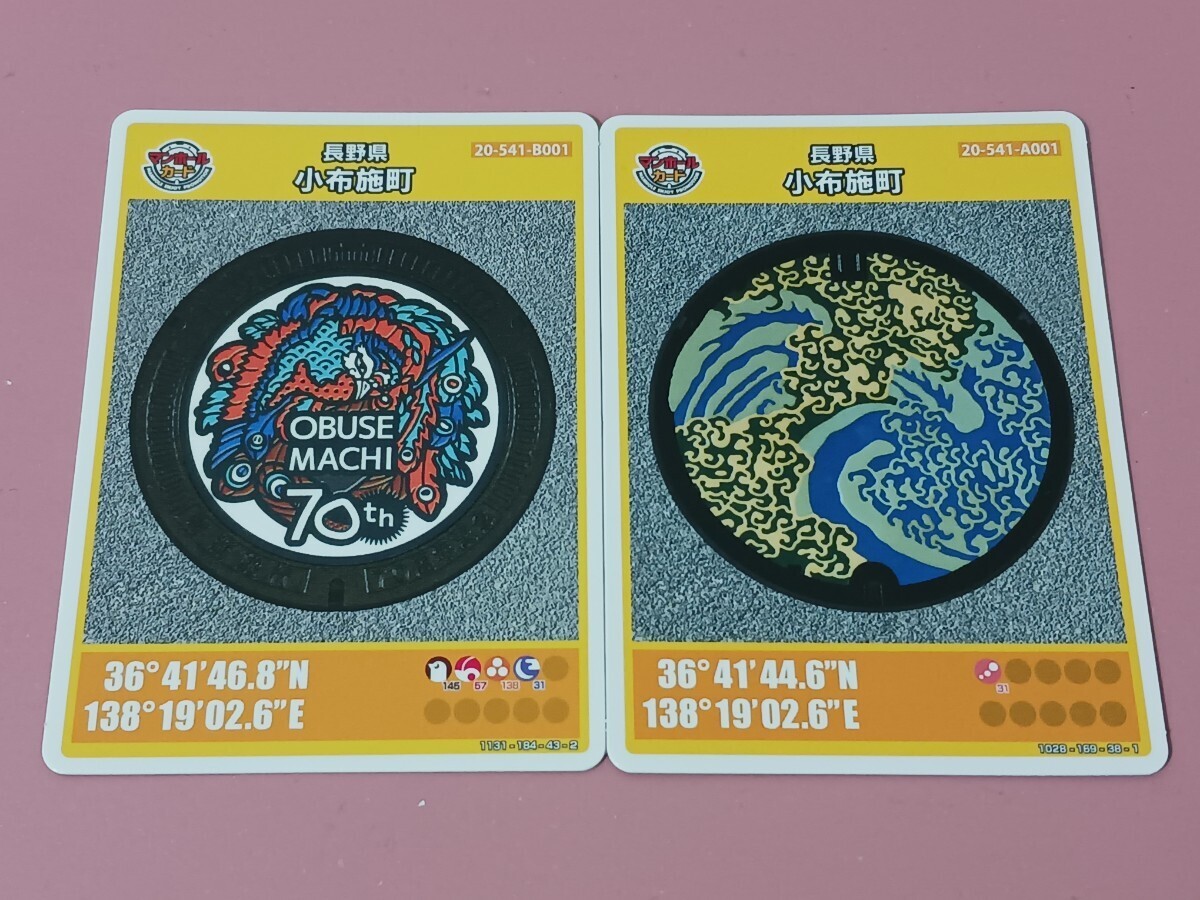 マンホール
カード
長野県
小布施町
20-541-B001
OBUSE
MACHI
70th
36°41'46.8"N
138°19'02.6"E
145
57
138
31
1131-184-43-2
マンホール
カード
長野県
小布施町
20-541-A001
36°41'44.6"N
138°19'02.6"E
31
1028-169-38-1